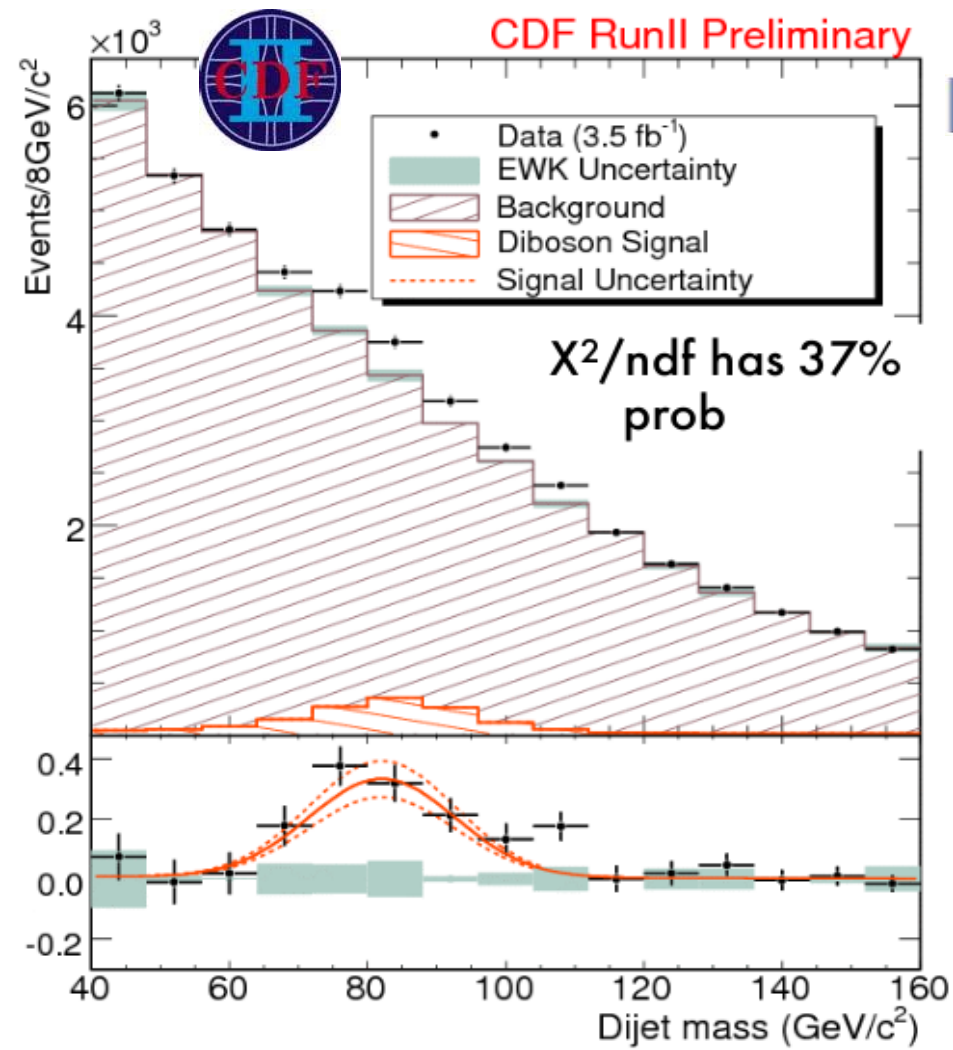 ×10³
CDF RunII Preliminary
II
CDF
Events/8GeV/c²
6
4
2
Data (3.5 fb⁻¹)
EWK Uncertainty
Background
Diboson Signal
Signal Uncertainty
X²/ndf has 37%
prob
0.4
0.2
0.0
-0.2
40 60 80 100 120 140 160
Dijet mass (GeV/c²)